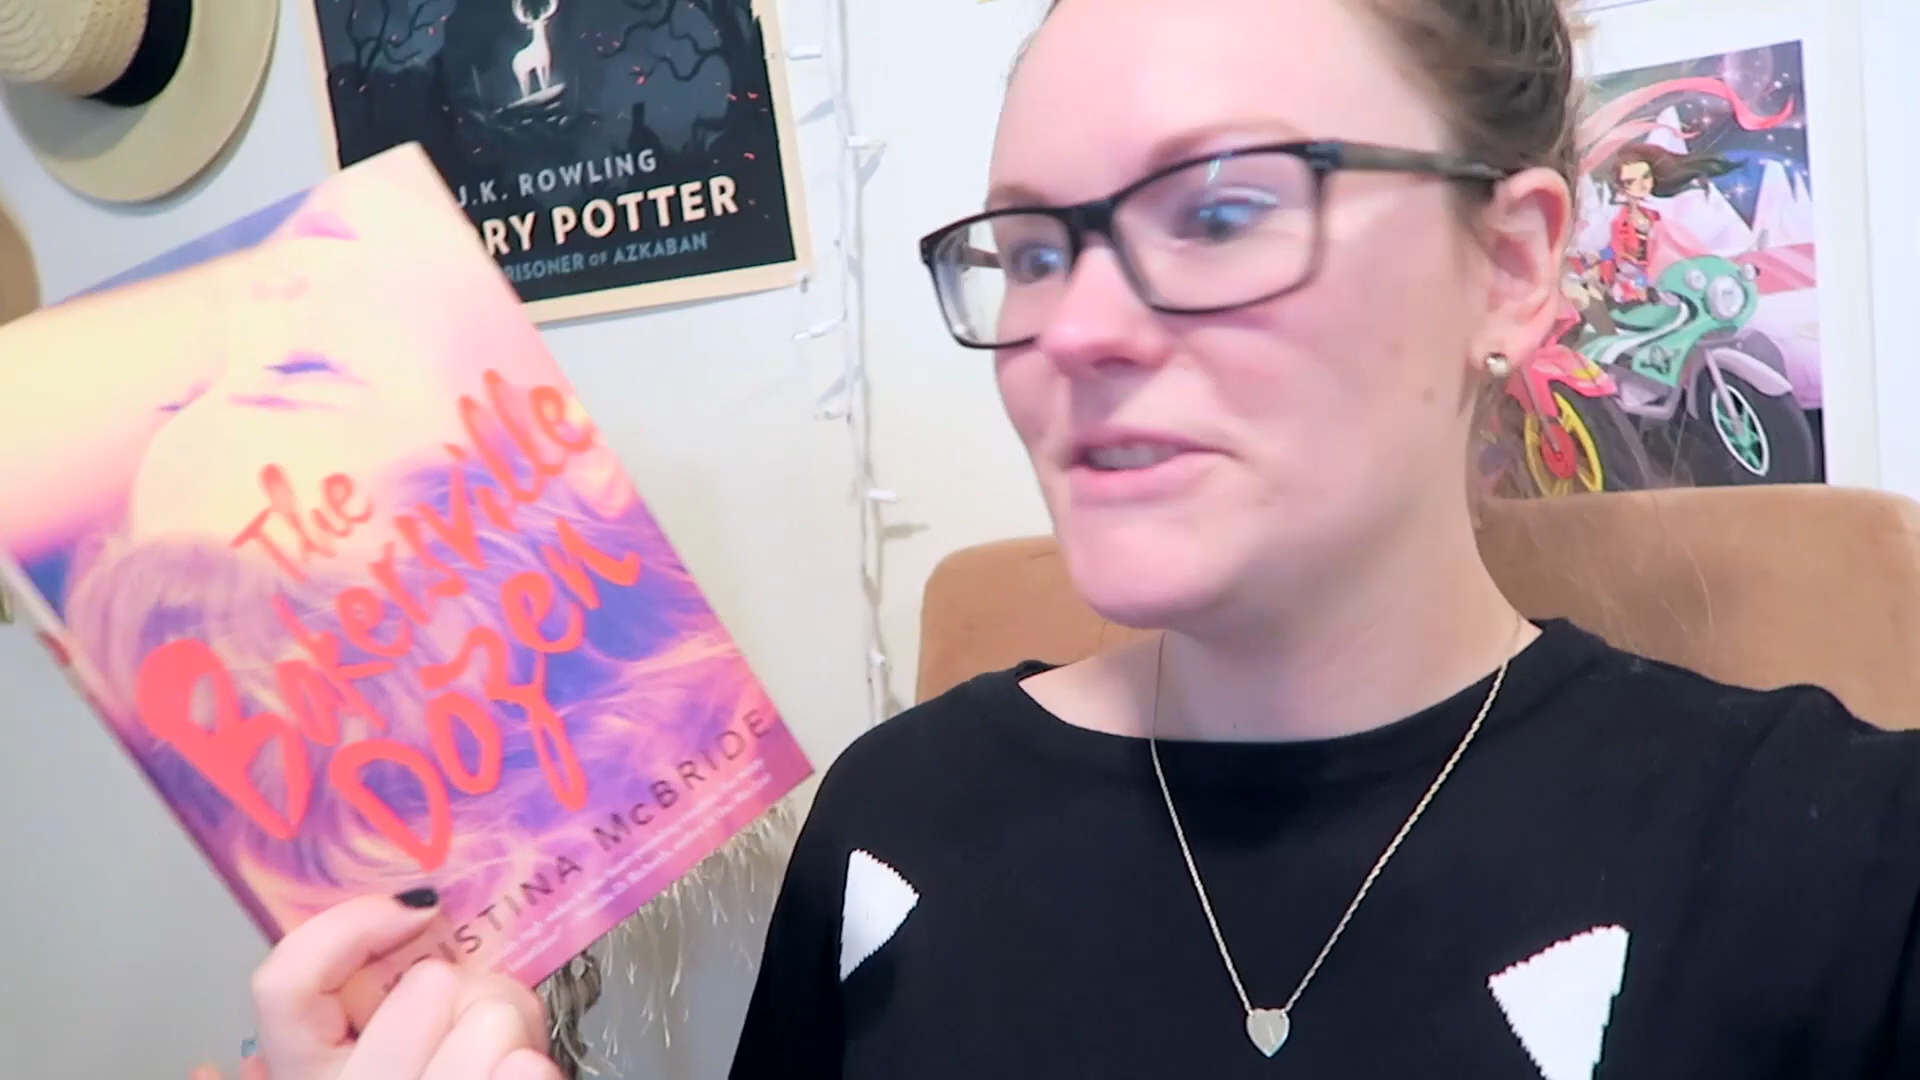 J.K. ROWLING
RY POTTER
RISONER OF AZKABAN
The
Bakersville
Dozen
ISTINA McBRIDE